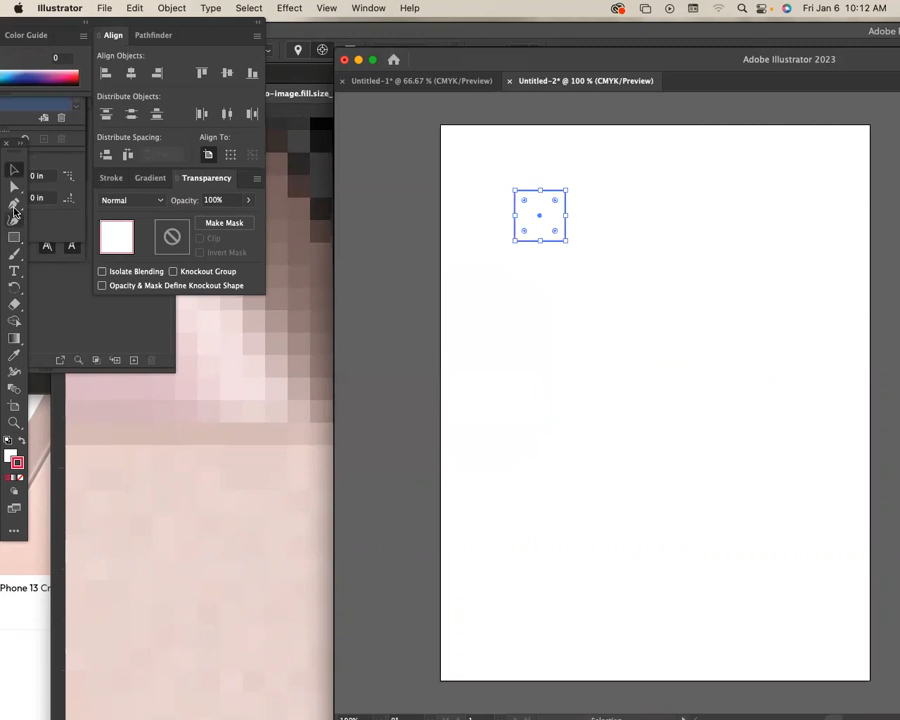 Illustrator File Edit Object Type Select Effect View Window Help
Fri Jan 6 10:12 AM
Color Guide
Align Pathfinder
Adobe I
0
Align Objects:
Adobe Illustrator 2023
Untitled-1* @ 66.67 % (CMYK/Preview)
Untitled-2* @ 100 % (CMYK/Preview)
o-image.fill.size_
Distribute Objects:
Distribute Spacing: Align To:
0 in
Stroke Gradient Transparency
0 in
Normal Opacity: 100%
Make Mask
Clip
Invert Mask
Isolate Blending Knockout Group
Opacity & Mask Define Knockout Shape
Phone 13 Cr
Selection